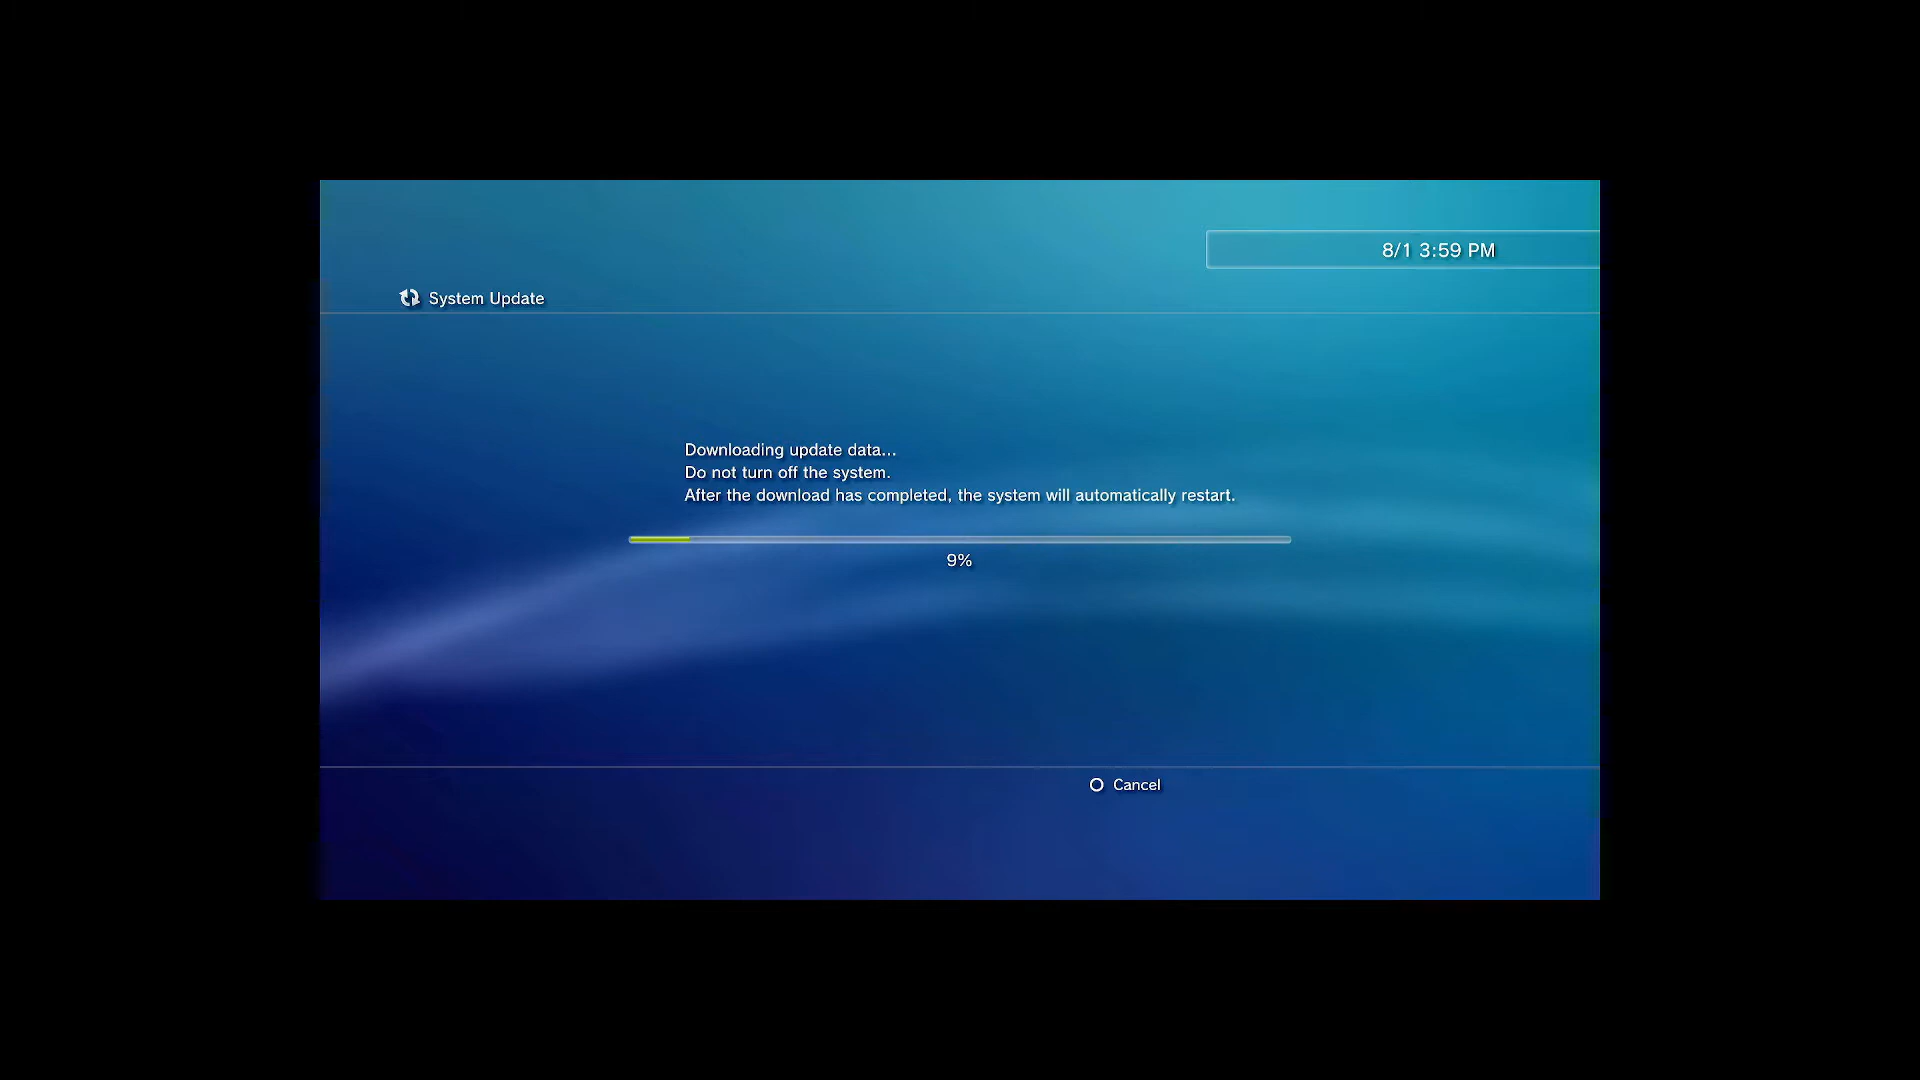 8/1 3:59 PM
System Update
Downloading update data...
Do not turn off the system.
After the download has completed, the system will automatically restart.
9%
Cancel